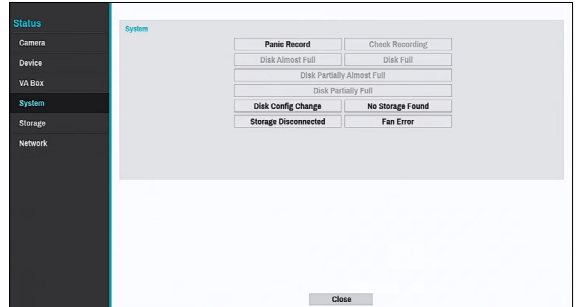 Status
Camera
Device
VA Box
System
Storage
Network
System
Panic Record
Check Recording
Disk Almost Full
Disk Full
Disk Partially Almost Full
Disk Partially Full
Disk Config Change
No Storage Found
Storage Disconnected
Fan Error
Close